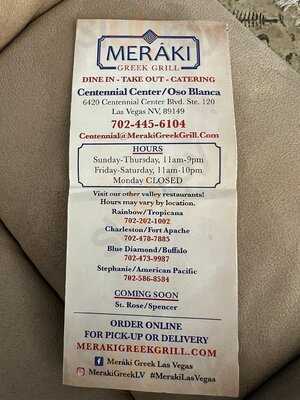 MERÁKI
GREEK GRILL
DINE IN - TAKE OUT - CATERING
Centennial Center/Oso Blanca
6420 Centennial Center Blvd. Ste. 120
Las Vegas NV, 89149
702-445-6104
Centennial@MerakiGreekGrill.Com
HOURS
Sunday-Thursday, 11am-9pm
Friday-Saturday, 11am-10pm
Monday CLOSED
Visit our other valley restaurants!
Hours may vary by location.
Rainbow/Tropicana
702-262-1002
Charleston/Fort Apache
702-478-7885
Blue Diamond/Buffalo
702-473-9987
Stephanie/American Pacific
702-586-8584
COMING SOON
St. Rose/Spencer
ORDER ONLINE
FOR PICK-UP OR DELIVERY
MERAKIGREEKGRILL.COM
Meráki Greek Las Vegas
MerakiGreekLV #MerakiLasVegas